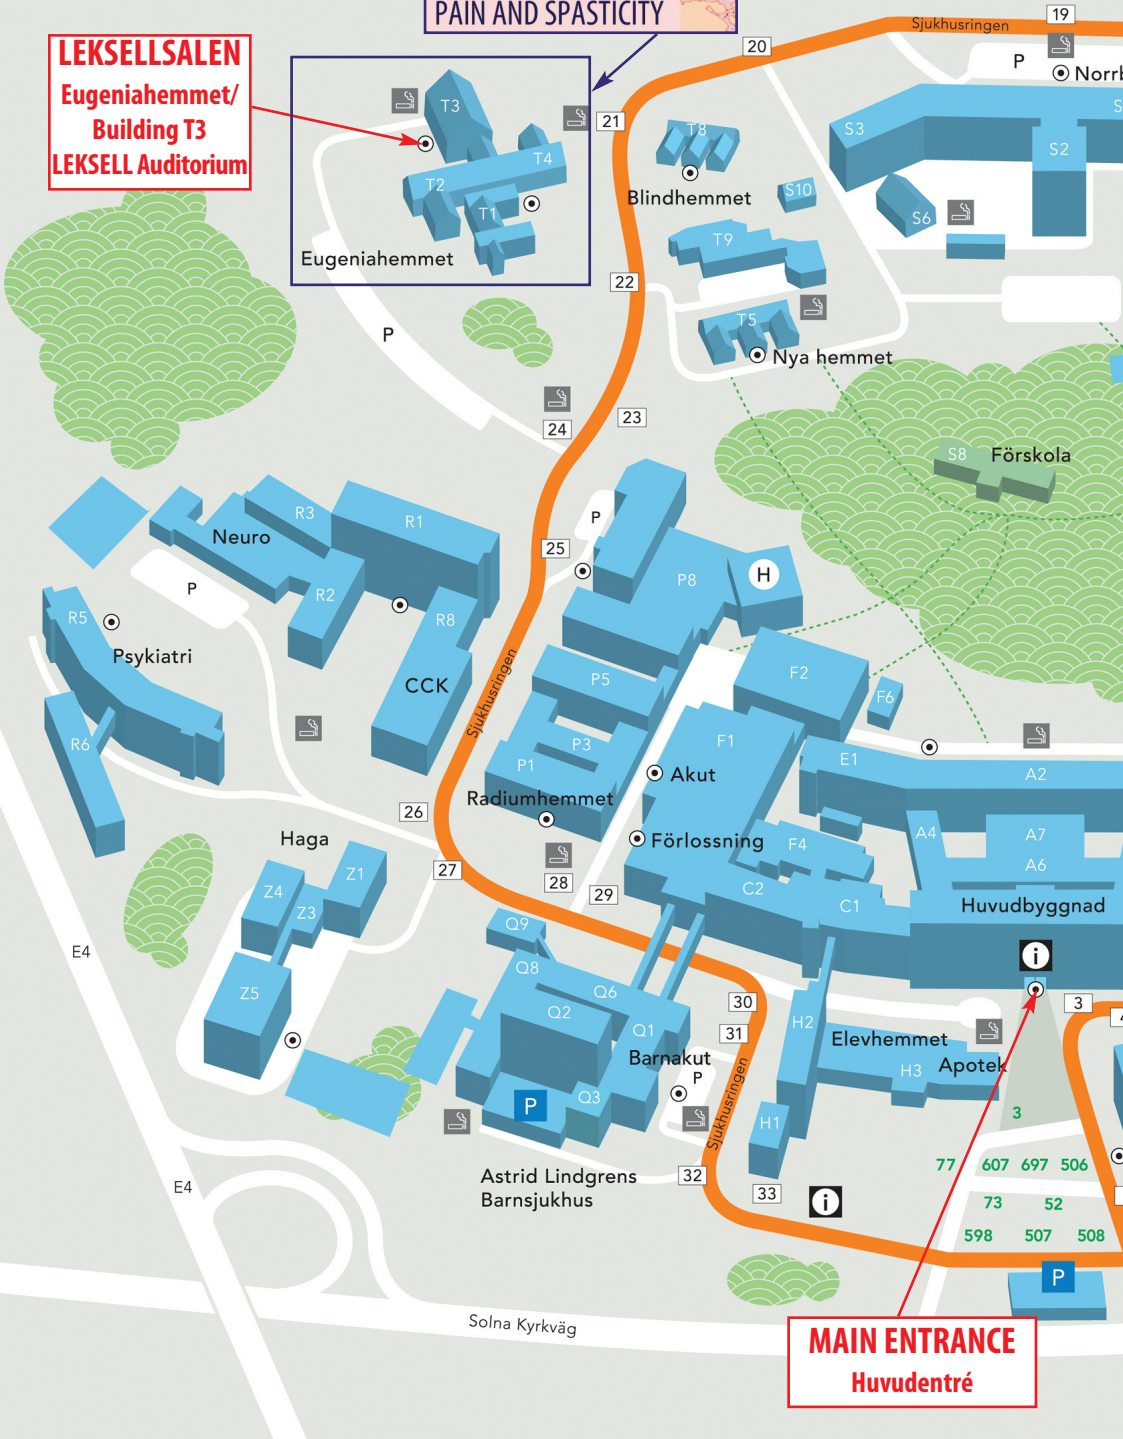 PAIN AND SPASTICITY
LEKSELLSALEN
Eugeniahemmet/
Building T3
LEKSELL Auditorium
19
Sjukhusringen
20
P
Norrb
T3
21
T8
S3
S
S2
T4
T2
T1
Blindhemmet
S10
S6
Eugeniahemmet
T9
22
P
T5
Nya hemmet
24
23
S8
Förskola
R3
R1
P
Neuro
25
P8
H
P
R2
R5
R8
Psykiatri
CCK
Sjukhusringen
P5
F2
F6
R6
P3
F1
P1
Akut
E1
A2
Radiumhemmet
26
Haga
Förlossning
F4
A4
A7
A6
Z1
27
28
29
C2
C1
Huvudbyggnad
Z4
Z3
Q9
E4
i
Q8
Z5
Q6
30
3
4
Q2
Q1
31
H2
Elevhemmet
Barnakut
P
Apotek
H3
P
Q3
Sjukhusringen
H1
3
77
607
697
506
Astrid Lindgrens
Barnsjukhus
32
33
i
E4
73
52
598
507
508
P
Solna Kyrkväg
MAIN ENTRANCE
Huvudentré